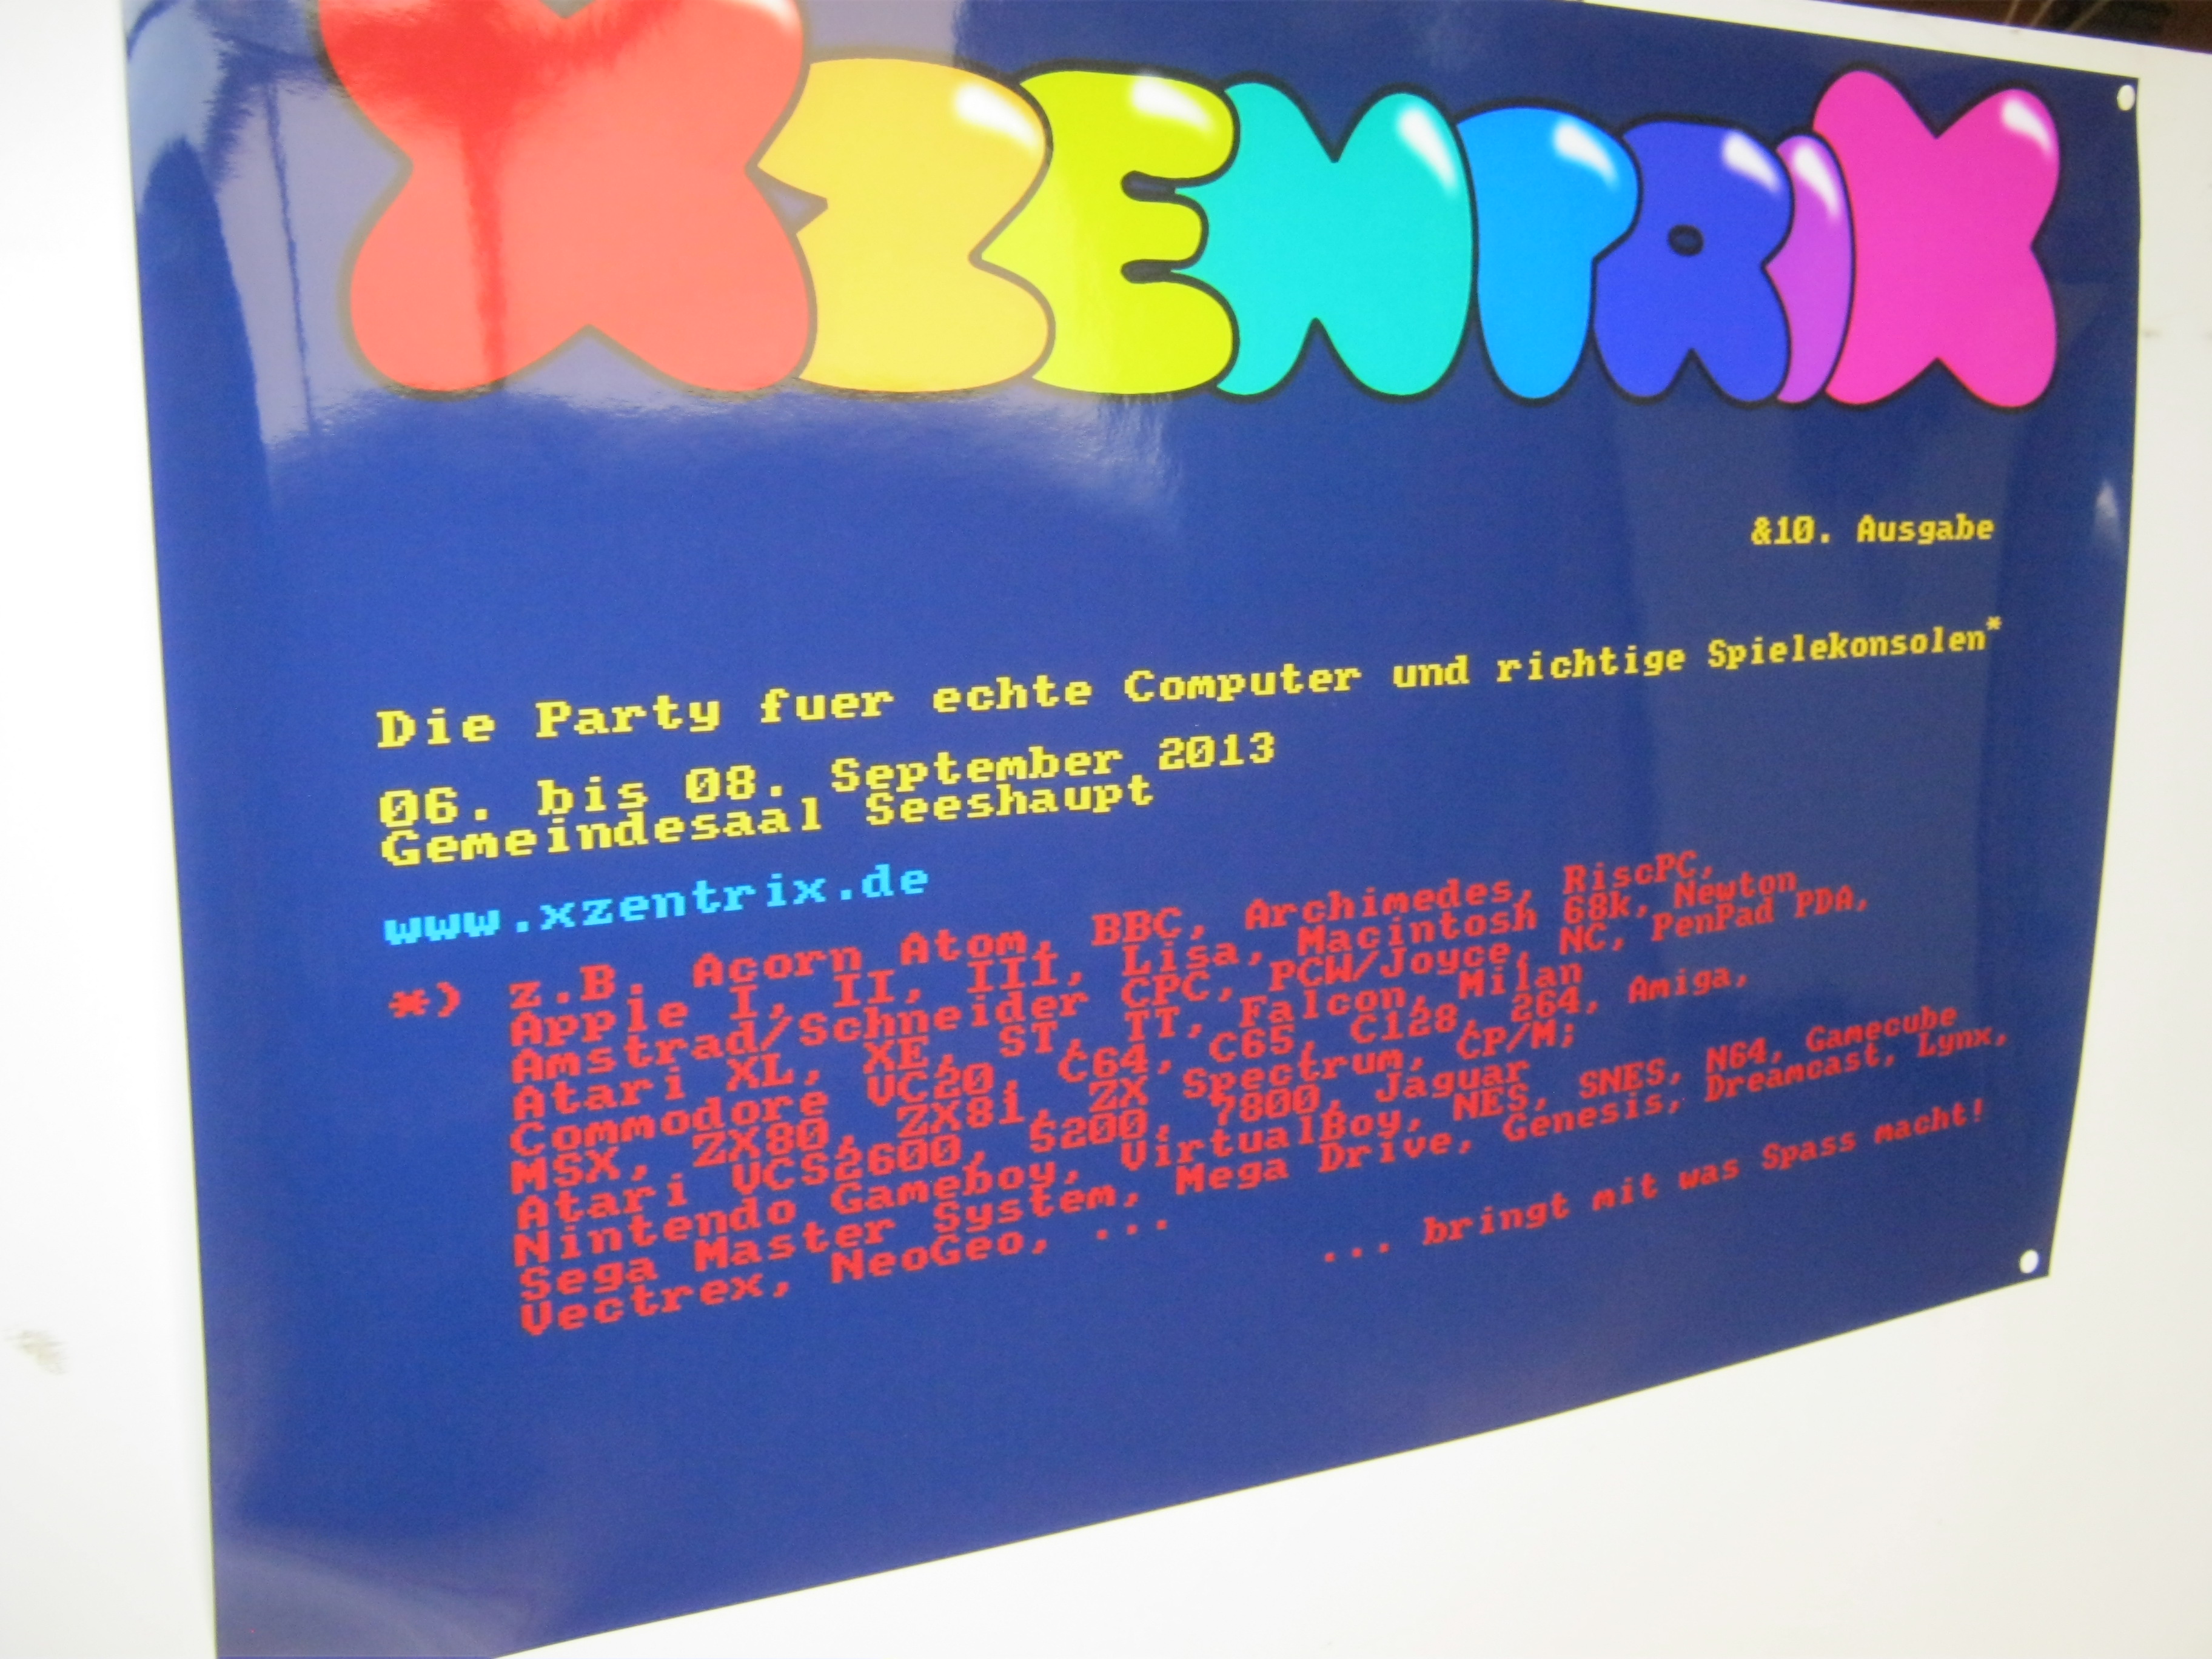 XZENTRIX
&10. Ausgabe
Die Party fuer echte Computer und richtige Spielekonsolen*
06. bis 08. September 2013
Gemeindesaal Seeshaupt
www.xzentrix.de
*) z.B. Acorn Atom, BBC, Archimedes, RiscPC,
Apple I, II, III, Lisa, Macintosh 68k, Newton
Amstrad/Schneider CPC, PCW/Joyce, NC, PenPad PDA,
Atari XL, XE, ST, TT, Falcon, Milan
Commodore VC20, C64, C65, C128, 264, Amiga,
MSX, ZX80, ZX81, ZX Spectrum, CP/M;
Atari VCS2600, 5200, 7800, Jaguar
Nintendo Gameboy, VirtualBoy, NES, SNES, N64, Gamecube
Sega Master System, Mega Drive, Genesis, Dreamcast, Lynx,
Vectrex, NeoGeo, ...
... bringt mit was Spass macht!